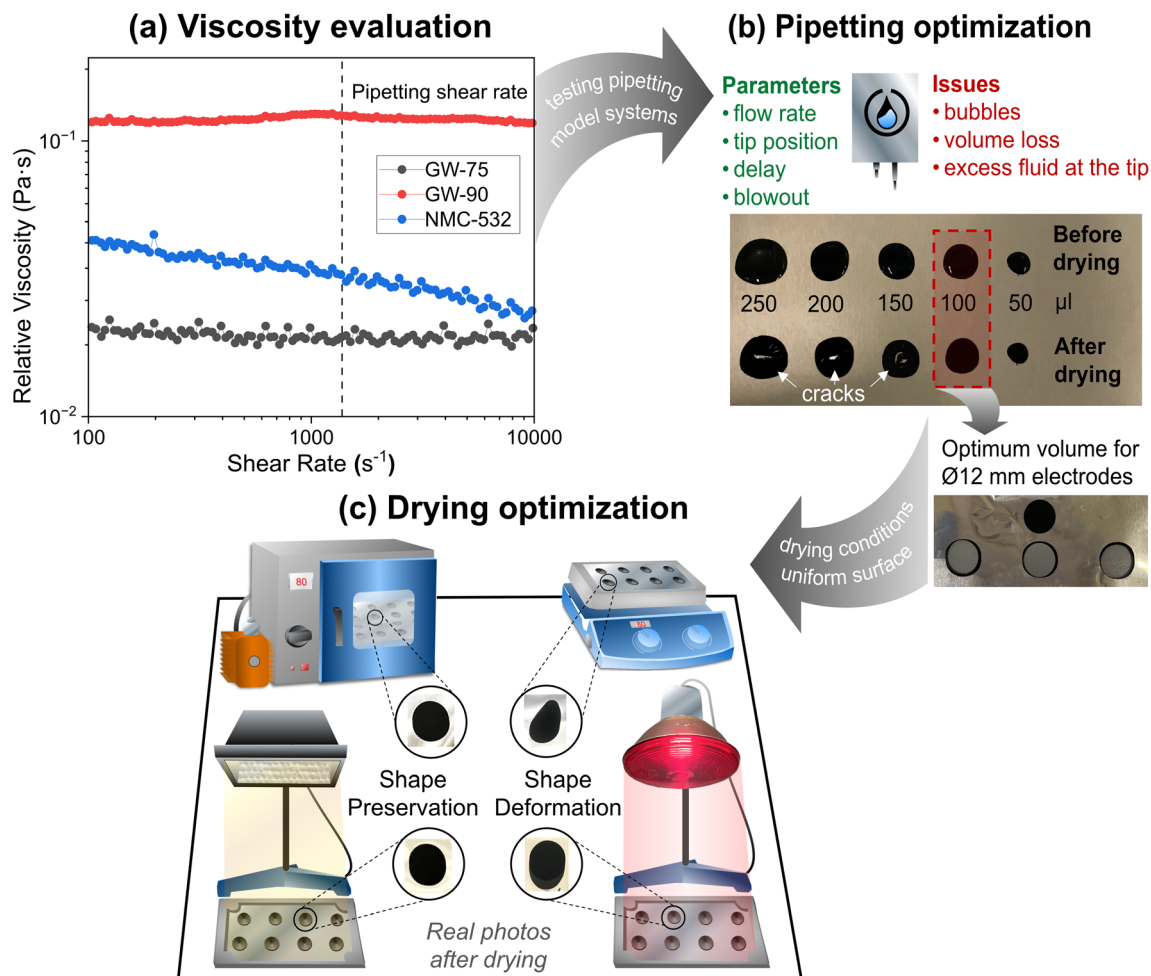 (a) Viscosity evaluation
Relative Viscosity (Pa·s)
10⁻¹
10⁻²
Pipetting shear rate
GW-75
GW-90
NMC-532
100
1000
10000
Shear Rate (s⁻¹)
testing pipetting
model systems
(b) Pipetting optimization
Parameters
• flow rate
• tip position
• delay
• blowout
Issues
• bubbles
• volume loss
• excess fluid at the tip
Before
drying
250 200 150 100 50 µl
After
drying
cracks
Optimum volume for
Ø12 mm electrodes
drying conditions
uniform surface
(c) Drying optimization
80
80
Shape
Preservation
Shape
Deformation
Real photos
after drying